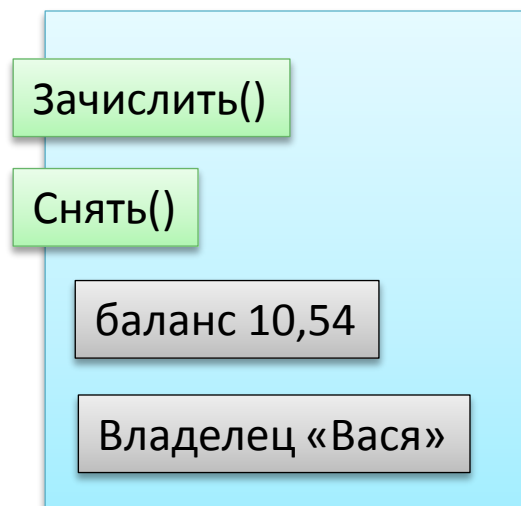 Зачислить()
Снять()
баланс 10,54
Владелец «Вася»